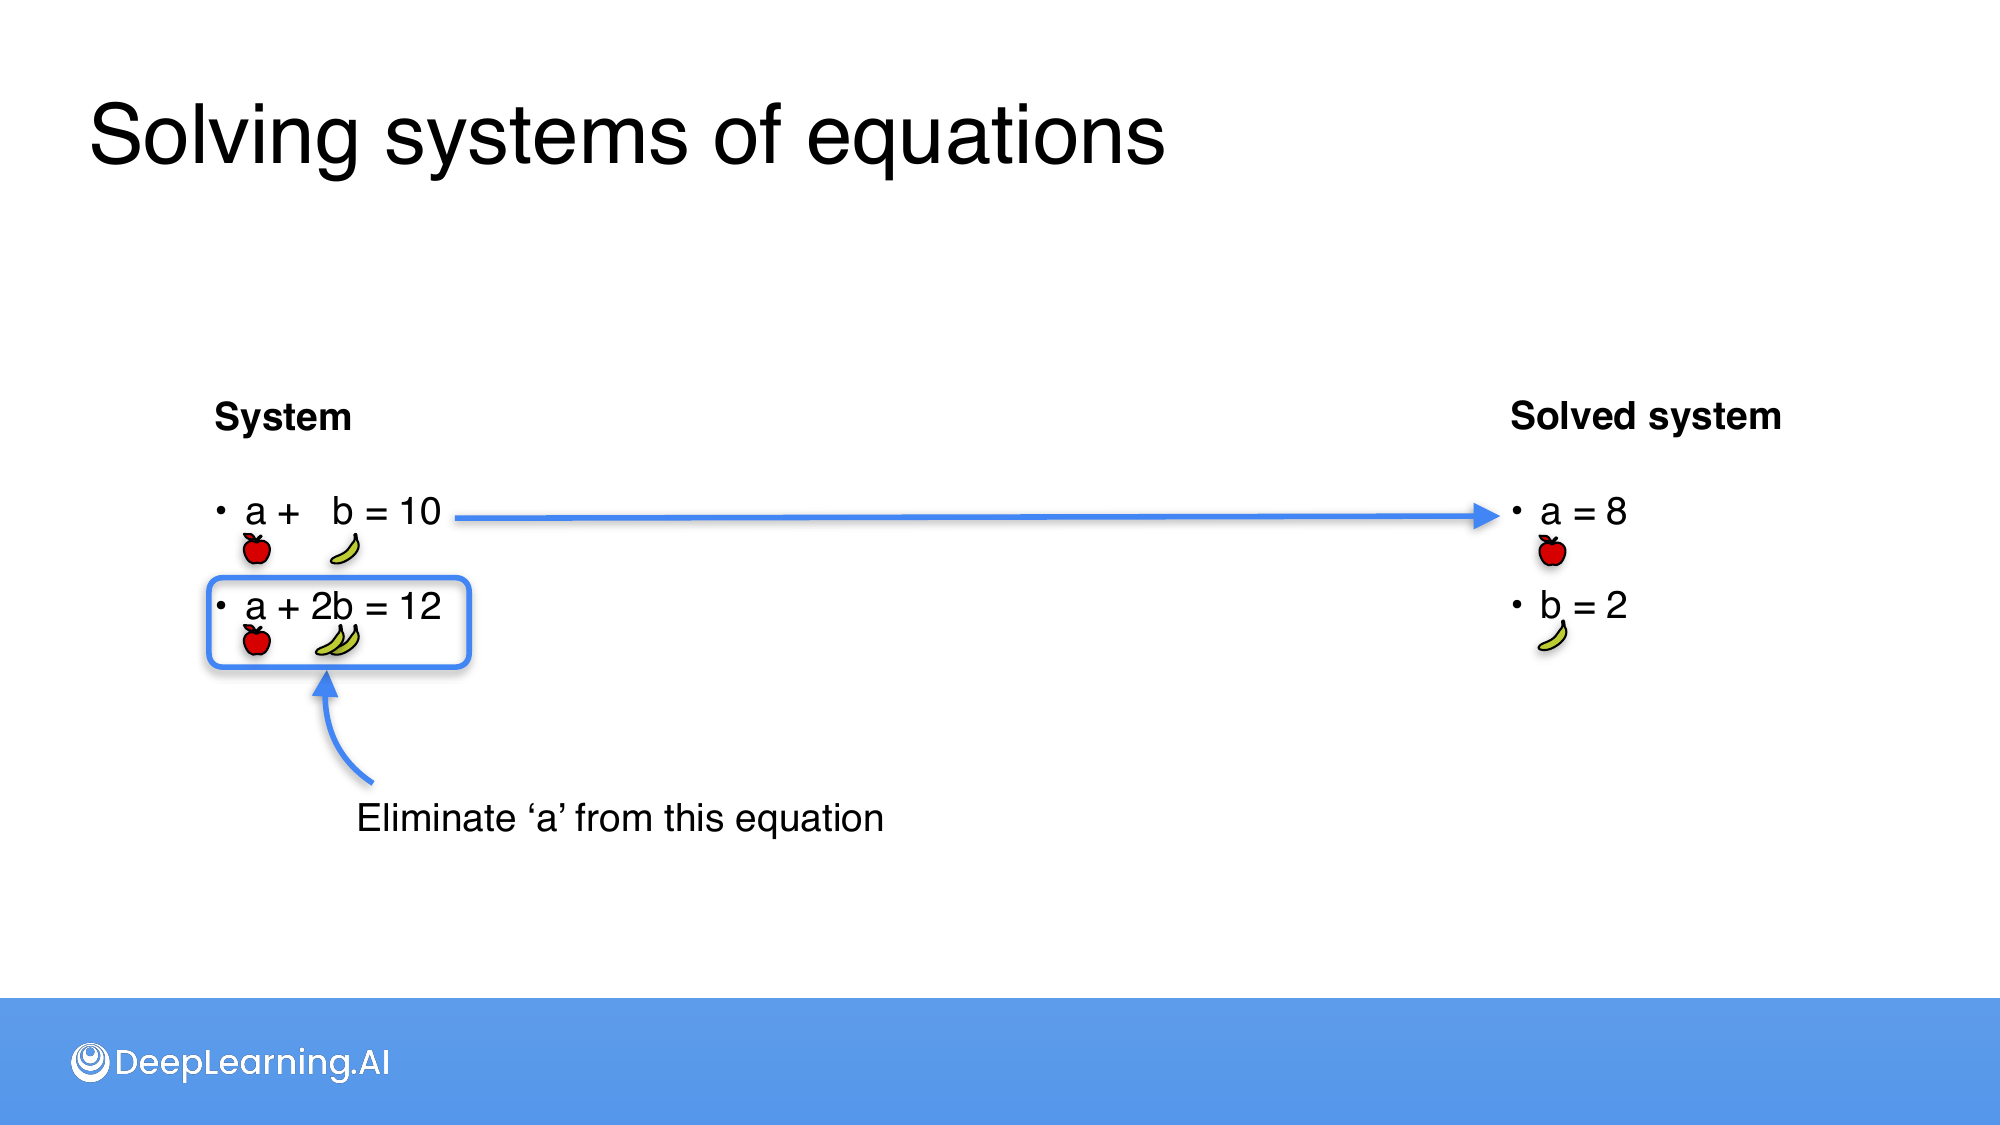 Solving systems of equations
System
• a + b = 10
• a + 2b = 12
Eliminate ‘a’ from this equation
Solved system
• a = 8
• b = 2
DeepLearning.AI